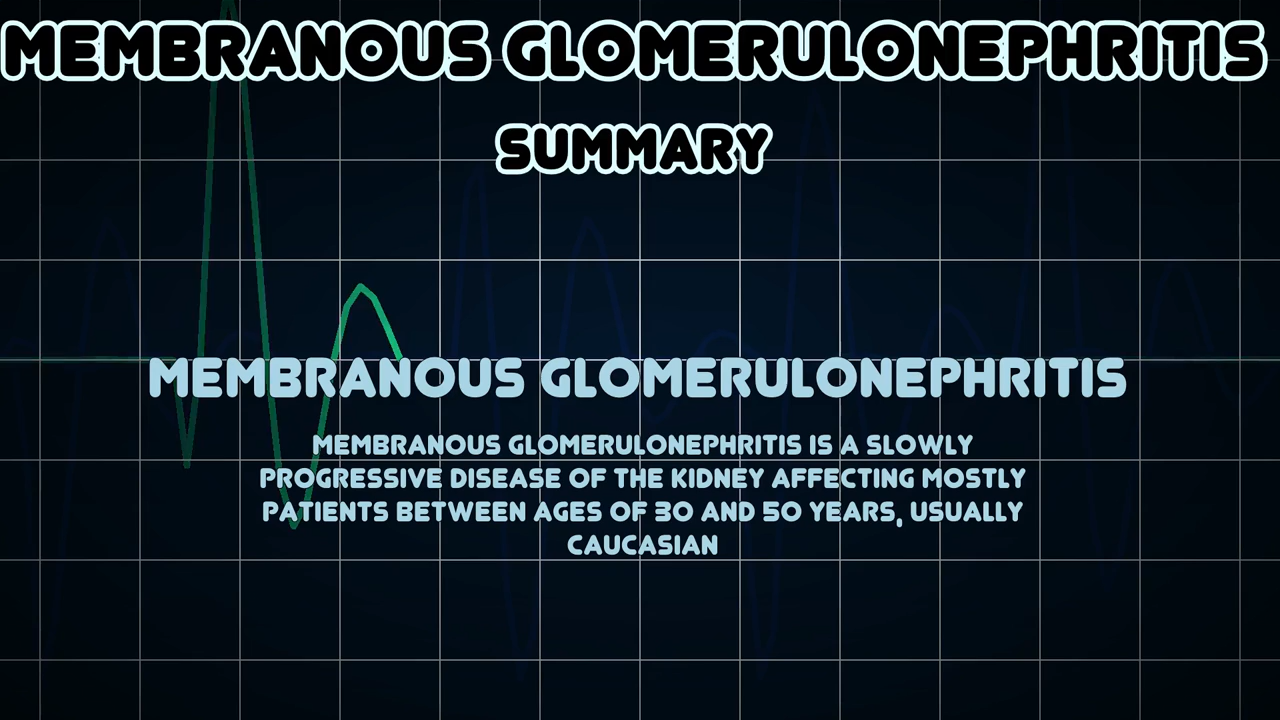 MEMBRANOUS GLOMERULONEPHRITIS
SUMMARY
MEMBRANOUS GLOMERULONEPHRITIS
MEMBRANOUS GLOMERULONEPHRITIS IS A SLOWLY
PROGRESSIVE DISEASE OF THE KIDNEY AFFECTING MOSTLY
PATIENTS BETWEEN AGES OF 30 AND 50 YEARS, USUALLY
CAUCASIAN